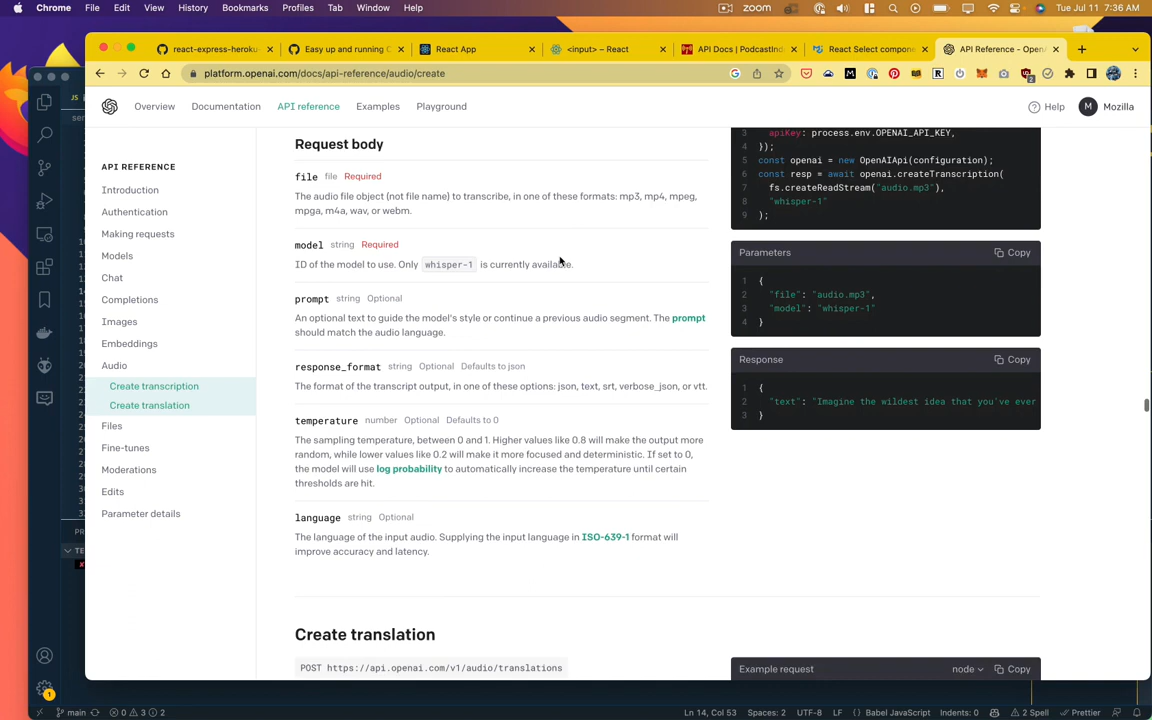 Chrome File Edit View History Bookmarks Profiles Tab Window Help
zoom Tue Jul 11 7:36 AM
react-express-heroku-
Easy up and running C
React App
<input> – React
API Docs | PodcastInd
React Select compone
API Reference - OpenA
platform.openai.com/docs/api-reference/audio/create
Overview Documentation API reference Examples Playground
Help M Mozilla
API REFERENCE
Introduction
Authentication
Making requests
Models
Chat
Completions
Images
Embeddings
Audio
Create transcription
Create translation
Files
Fine-tunes
Moderations
Edits
Parameter details
Request body
file file Required
The audio file object (not file name) to transcribe, in one of these formats: mp3, mp4, mpeg,
mpga, m4a, wav, or webm.
model string Required
ID of the model to use. Only whisper-1 is currently available.
prompt string Optional
An optional text to guide the model's style or continue a previous audio segment. The prompt
should match the audio language.
response_format string Optional Defaults to json
The format of the transcript output, in one of these options: json, text, srt, verbose_json, or vtt.
temperature number Optional Defaults to 0
The sampling temperature, between 0 and 1. Higher values like 0.8 will make the output more
random, while lower values like 0.2 will make it more focused and deterministic. If set to 0,
the model will use log probability to automatically increase the temperature until certain
thresholds are hit.
language string Optional
The language of the input audio. Supplying the input language in ISO-639-1 format will
improve accuracy and latency.
Create translation
POST https://api.openai.com/v1/audio/translations
3 apiKey: process.env.OPENAI_API_KEY,
4 });
5 const openai = new OpenAIApi(configuration);
6 const resp = await openai.createTranscription(
7 fs.createReadStream("audio.mp3"),
8 "whisper-1"
9 );
Parameters Copy
1 {
2 "file": "audio.mp3",
3 "model": "whisper-1"
4 }
Response Copy
1 {
2 "text": "Imagine the wildest idea that you've ever
3 }
Example request node Copy
main 0 3 2
Ln 14, Col 53 Spaces: 2 UTF-8 LF {} Babel JavaScript Indents: 0 2 Spell Prettier